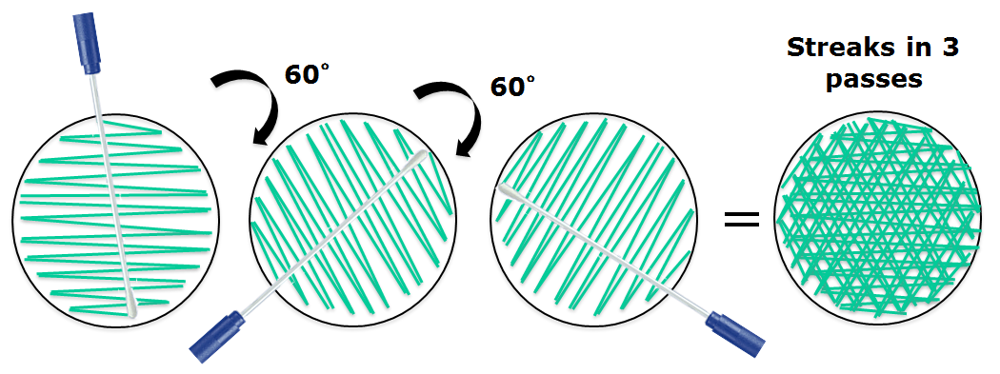 60°
60°
Streaks in 3
passes
=